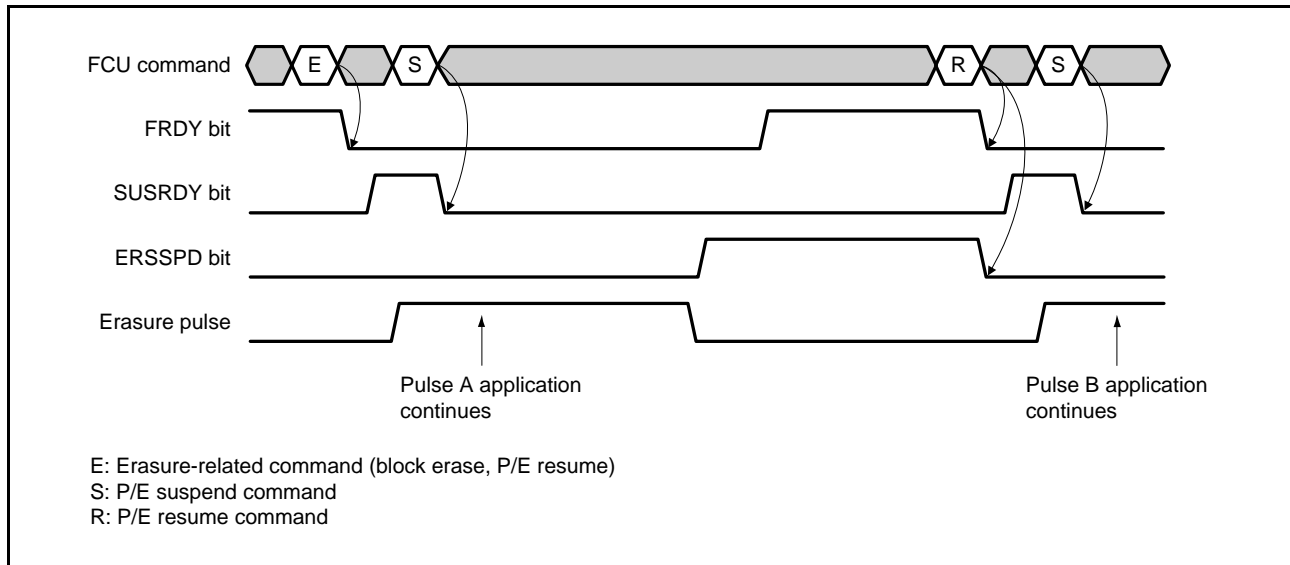 FCU command
E
S
R
S
FRDY bit
SUSRDY bit
ERSSPD bit
Erasure pulse
Pulse A application
continues
Pulse B application
continues
E: Erasure-related command (block erase, P/E resume)
S: P/E suspend command
R: P/E resume command